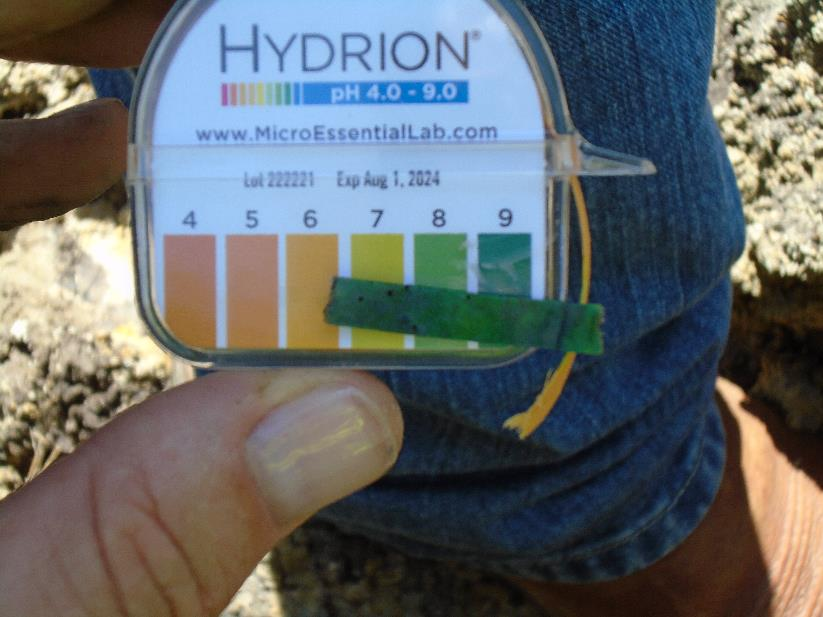 HYDRION®
pH 4.0 - 9.0
www.MicroEssentialLab.com
Lot 222221 Exp Aug 1, 2024
4 5 6 7 8 9